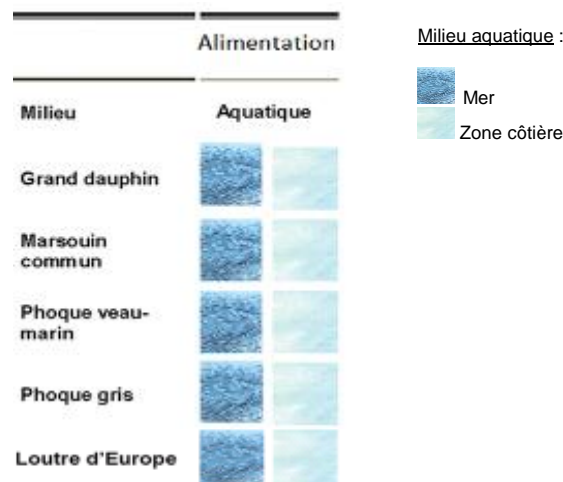 Alimentation
Milieu aquatique :
Mer
Zone côtière
Milieu
Aquatique
Grand dauphin
Marsouin
commun
Phoque veau-
marin
Phoque gris
Loutre d'Europe